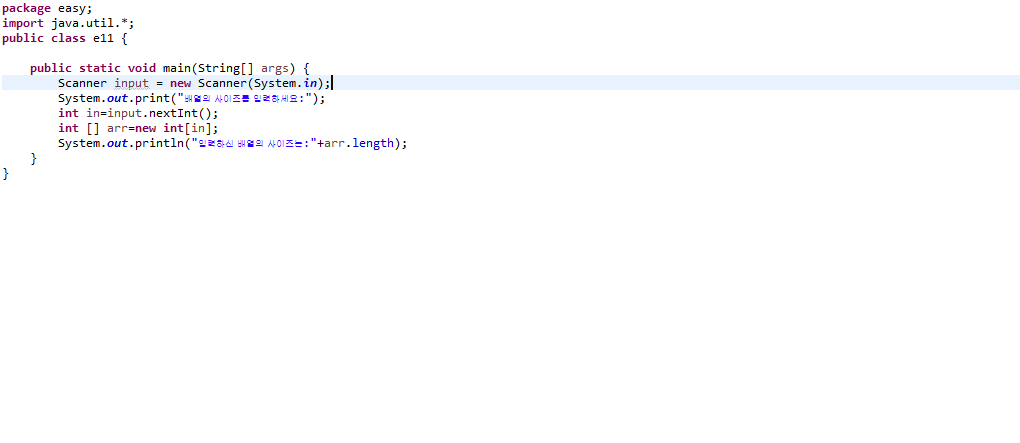 package easy;
import java.util.*;
public class e11 {
public static void main(String[] args) {
Scanner input = new Scanner(System.in);
System.out.print("배열의 사이즈를 입력하세요:");
int in=input.nextInt();
int [] arr=new int[in];
System.out.println("입력하신 배열의 사이즈는:"+arr.length);
}
}